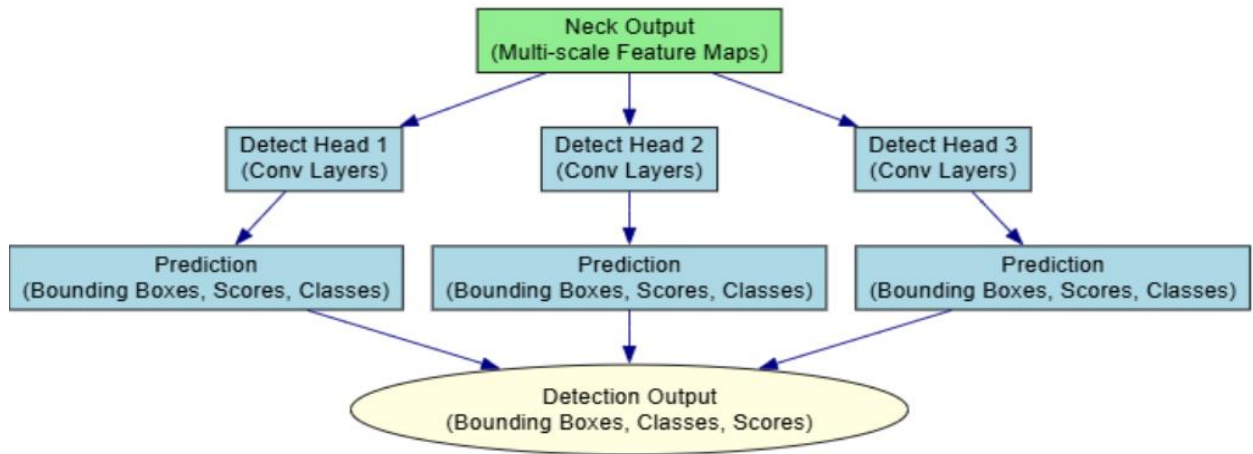 Neck Output
(Multi-scale Feature Maps)
Detect Head 1
(Conv Layers)
Detect Head 2
(Conv Layers)
Detect Head 3
(Conv Layers)
Prediction
(Bounding Boxes, Scores, Classes)
Prediction
(Bounding Boxes, Scores, Classes)
Prediction
(Bounding Boxes, Scores, Classes)
Detection Output
(Bounding Boxes, Classes, Scores)